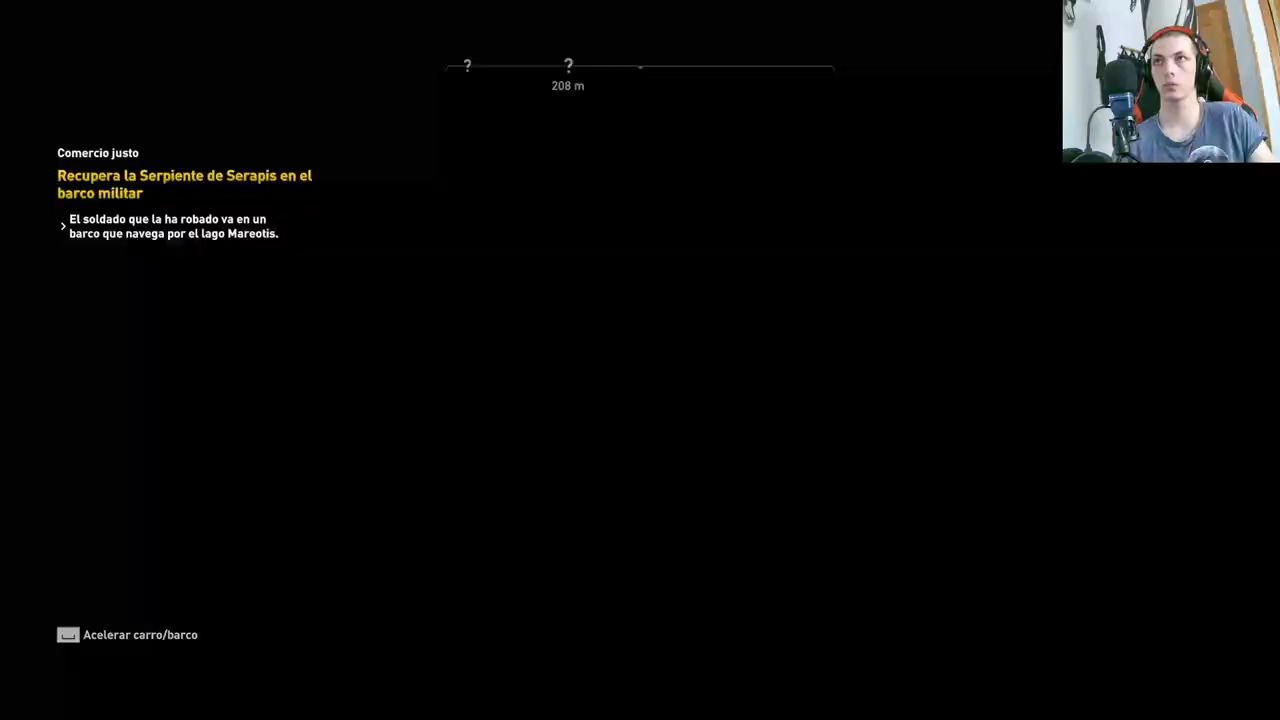 ?
?
208 m
Comercio justo
Recupera la Serpiente de Serapis en el
barco militar
El soldado que la ha robado va en un
barco que navega por el lago Mareotis.
Acelerar carro/barco